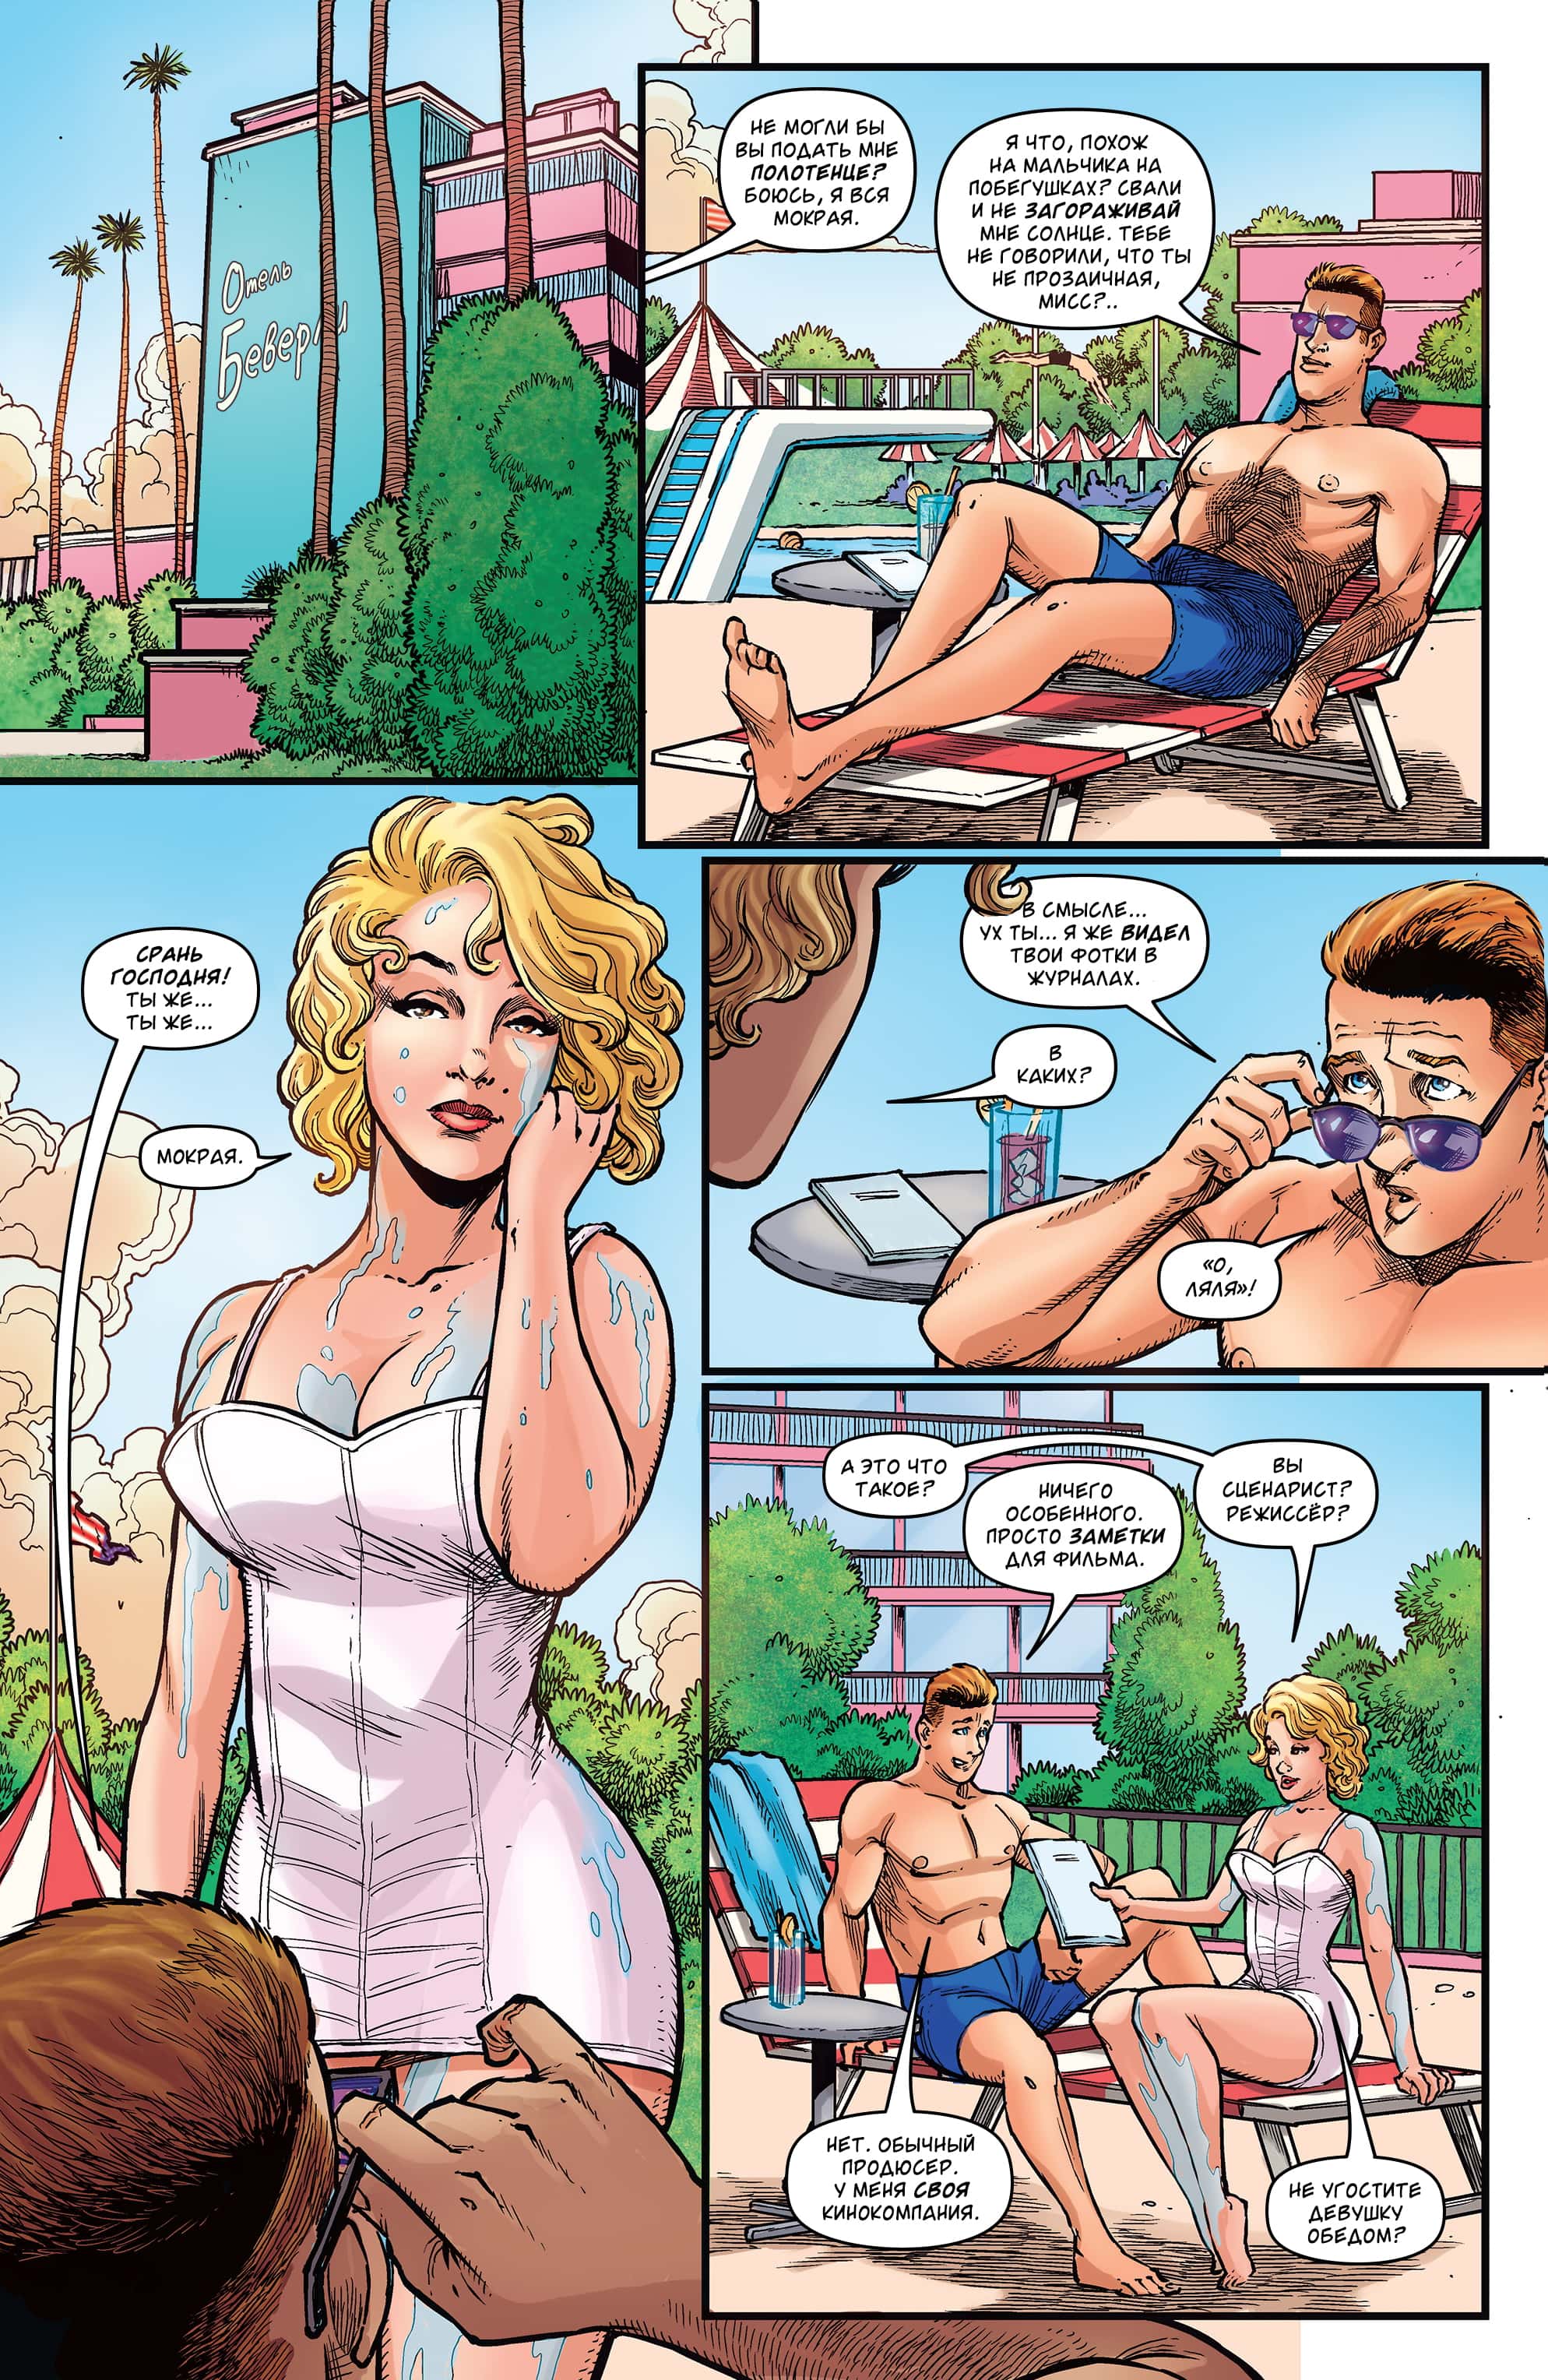 Отель
Беверли
НЕ МОГЛИ БЫ
ВЫ ПОДАТЬ МНЕ
ПОЛОТЕНЦЕ?
БОЮСЬ, Я ВСЯ
МОКРАЯ.
Я ЧТО, ПОХОЖ
НА МАЛЬЧИКА НА
ПОБЕГУШКАХ? СВАЛИ
И НЕ ЗАГОРАЖИВАЙ
МНЕ СОЛНЦЕ. ТЕБЕ
НЕ ГОВОРИЛИ, ЧТО ТЫ
НЕ ПРОЗАИЧНАЯ,
МИСС?..
СРАНЬ
ГОСПОДНЯ!
ТЫ ЖЕ...
ТЫ ЖЕ...
МОКРАЯ.
В СМЫСЛЕ...
УХ ТЫ... Я ЖЕ ВИДЕЛ
ТВОИ ФОТКИ В
ЖУРНАЛАХ.
В
КАКИХ?
«О,
ЛЯЛЯ»!
А ЭТО ЧТО
ТАКОЕ?
НИЧЕГО
ОСОБЕННОГО.
ПРОСТО ЗАМЕТКИ
ДЛЯ ФИЛЬМА.
ВЫ
СЦЕНАРИСТ?
РЕЖИССЁР?
НЕТ. ОБЫЧНЫЙ
ПРОДЮСЕР.
У МЕНЯ СВОЯ
КИНОКОМПАНИЯ.
НЕ УГОСТИТЕ
ДЕВУШКУ
ОБЕДОМ?